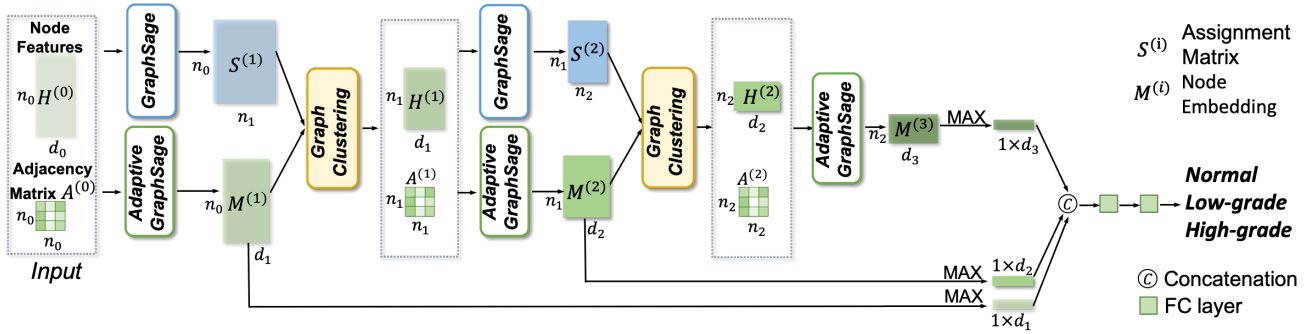 Node
Features
n₀ H⁽⁰⁾
d₀
Adjacency
Matrix A⁽⁰⁾
n₀
n₀
Input
GraphSage
Adaptive
GraphSage
n₀ S⁽¹⁾
n₁
n₀ M⁽¹⁾
d₁
Graph
Clustering
n₁ H⁽¹⁾
d₁
A⁽¹⁾
n₁
n₁
GraphSage
Adaptive
GraphSage
n₁ S⁽²⁾
n₂
n₁ M⁽²⁾
d₂
Graph
Clustering
n₂ H⁽²⁾
d₂
A⁽²⁾
n₂
n₂
Adaptive
GraphSage
n₂ M⁽³⁾
d₃
MAX
1×d₃
MAX
1×d₂
MAX
1×d₁
C
Normal
Low-grade
High-grade
S⁽ⁱ⁾ Assignment
Matrix
M⁽ⁱ⁾ Node
Embedding
C Concatenation
FC layer